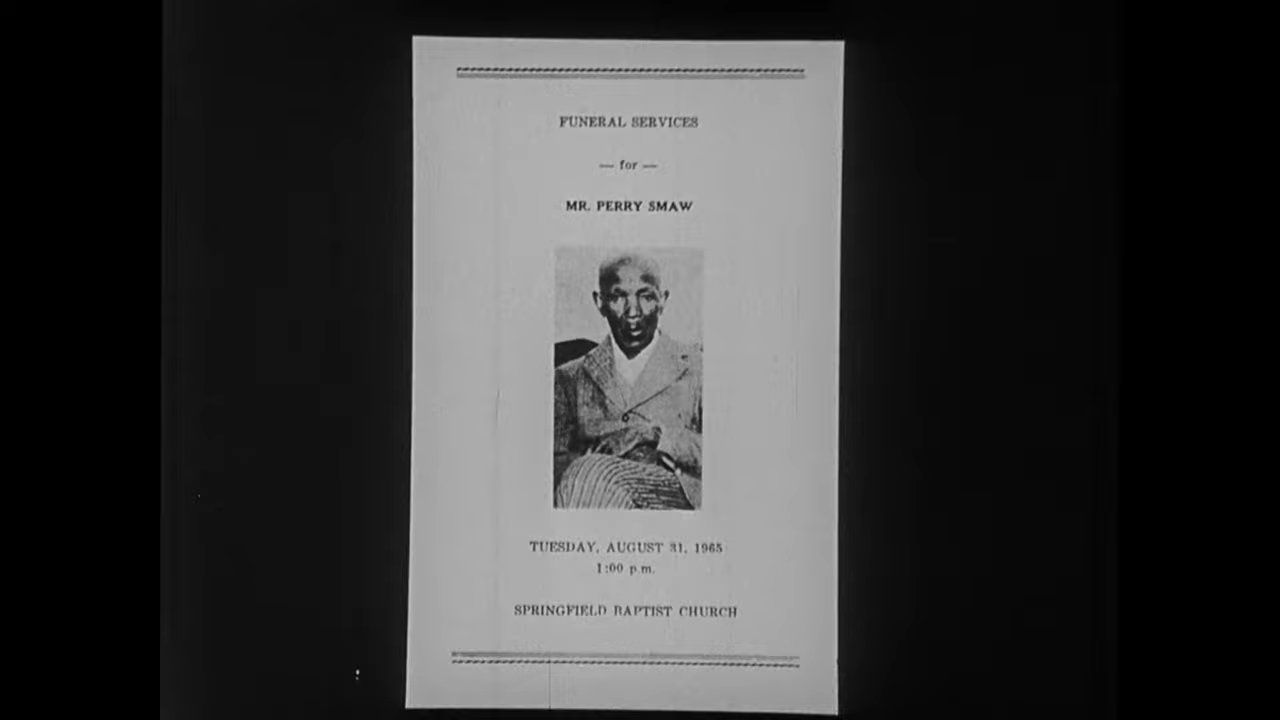 FUNERAL SERVICES
— for —
MR. PERRY SMAW
TUESDAY, AUGUST 31, 1965
1:00 p.m.
SPRINGFIELD BAPTIST CHURCH